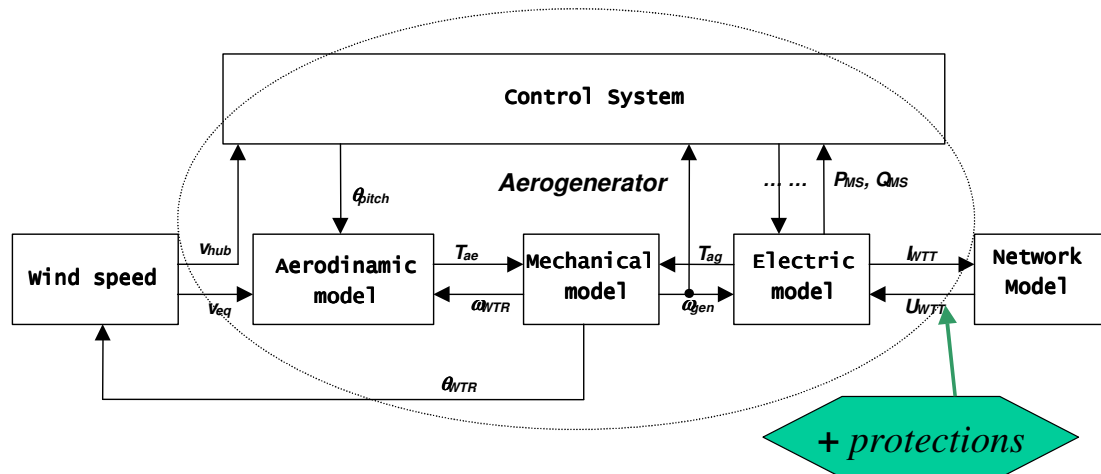 Control System
Aerogenerator
θpitch
... ...
PMS, QMS
vhub
Wind speed
veq
Aerodinamic
model
Tae
ωWTR
Mechanical
model
Tag
ωgen
Electric
model
IWTT
UWTT
Network
Model
θWTR
+ protections